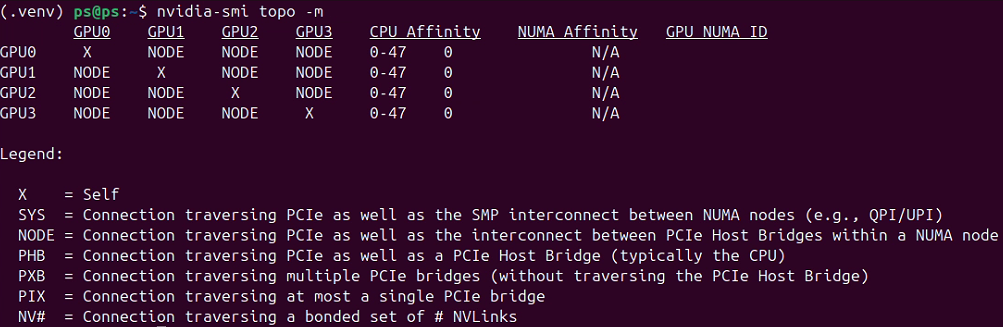 (.venv) ps@ps:~$ nvidia-smi topo -m
        GPU0    GPU1    GPU2    GPU3    CPU Affinity    NUMA Affinity   GPU NUMA ID
GPU0     X      NODE    NODE    NODE    0-47    0               N/A
GPU1    NODE     X      NODE    NODE    0-47    0               N/A
GPU2    NODE    NODE     X      NODE    0-47    0               N/A
GPU3    NODE    NODE    NODE     X      0-47    0               N/A
Legend:
  X    = Self
  SYS  = Connection traversing PCIe as well as the SMP interconnect between NUMA nodes (e.g., QPI/UPI)
  NODE = Connection traversing PCIe as well as the interconnect between PCIe Host Bridges within a NUMA node
  PHB  = Connection traversing PCIe as well as a PCIe Host Bridge (typically the CPU)
  PXB  = Connection traversing multiple PCIe bridges (without traversing the PCIe Host Bridge)
  PIX  = Connection traversing at most a single PCIe bridge
  NV#  = Connection traversing a bonded set of # NVLinks